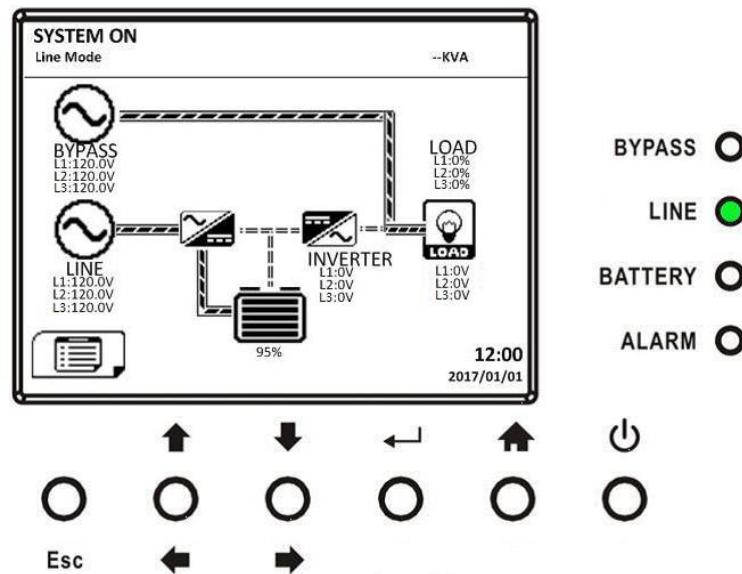 SYSTEM ON
Line Mode
--KVA
BYPASS
L1:120.0V
L2:120.0V
L3:120.0V
LOAD
L1:0%
L2:0%
L3:0%
LINE
L1:120.0V
L2:120.0V
L3:120.0V
INVERTER
L1:0V
L2:0V
L3:0V
LOAD
L1:0V
L2:0V
L3:0V
95%
12:00
2017/01/01
BYPASS
LINE
BATTERY
ALARM
Esc